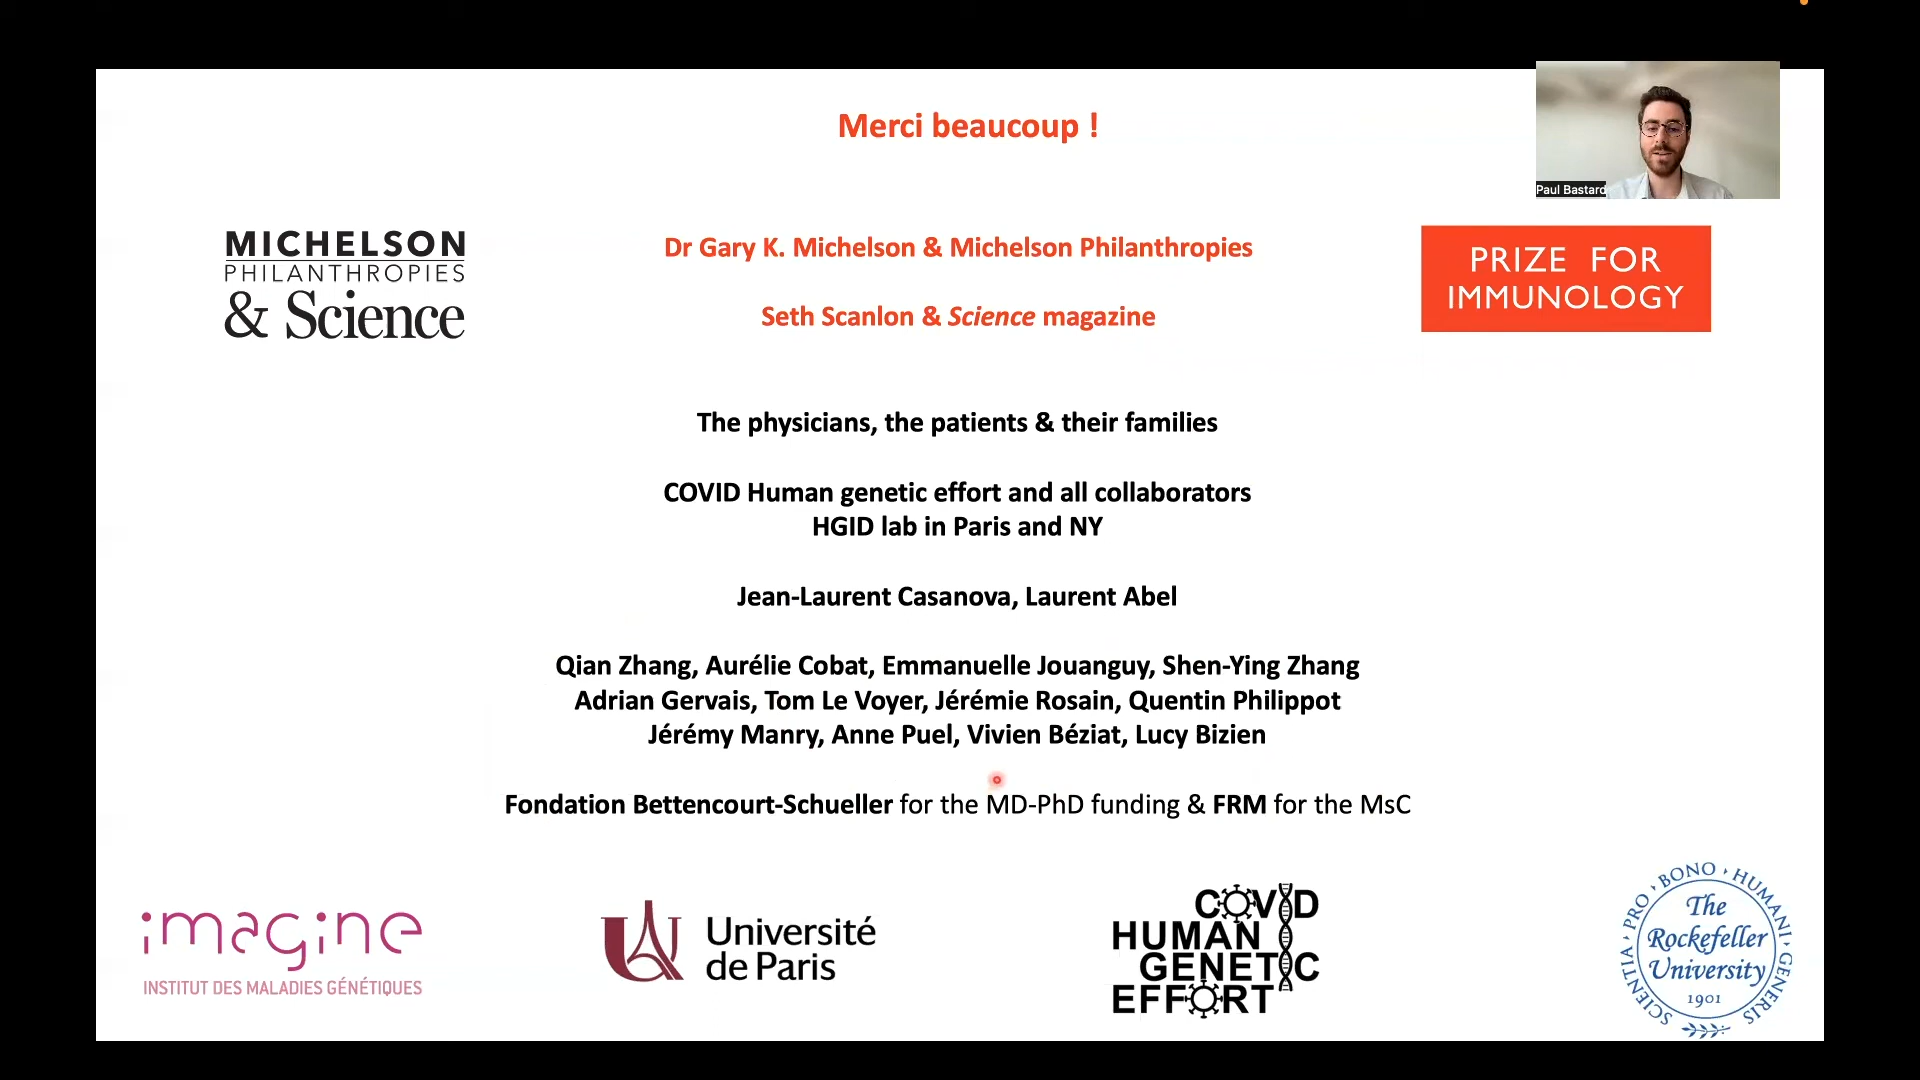 Merci beaucoup !
Paul Bastard
MICHELSON
PHILANTHROPIES
& Science
Dr Gary K. Michelson & Michelson Philanthropies
Seth Scanlon & Science magazine
PRIZE FOR
IMMUNOLOGY
The physicians, the patients & their families
COVID Human genetic effort and all collaborators
HGID lab in Paris and NY
Jean-Laurent Casanova, Laurent Abel
Qian Zhang, Aurélie Cobat, Emmanuelle Jouanguy, Shen-Ying Zhang
Adrian Gervais, Tom Le Voyer, Jérémie Rosain, Quentin Philippot
Jérémy Manry, Anne Puel, Vivien Béziat, Lucy Bizien
Fondation Bettencourt-Schueller for the MD-PhD funding & FRM for the MsC
imagine
INSTITUT DES MALADIES GÉNÉTIQUES
Université
de Paris
COVID
HUMAN
GENETIC
EFFORT
SCIENTIA · PRO · BONO · HUMANI · GENERIS
The
Rockefeller
University
1901